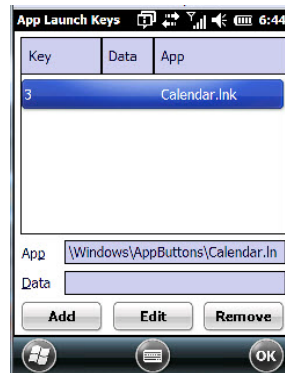 App Launch Keys 6:44
Key Data App
3 Calendar.lnk
App \Windows\AppButtons\Calendar.ln
Data
Add Edit Remove
OK